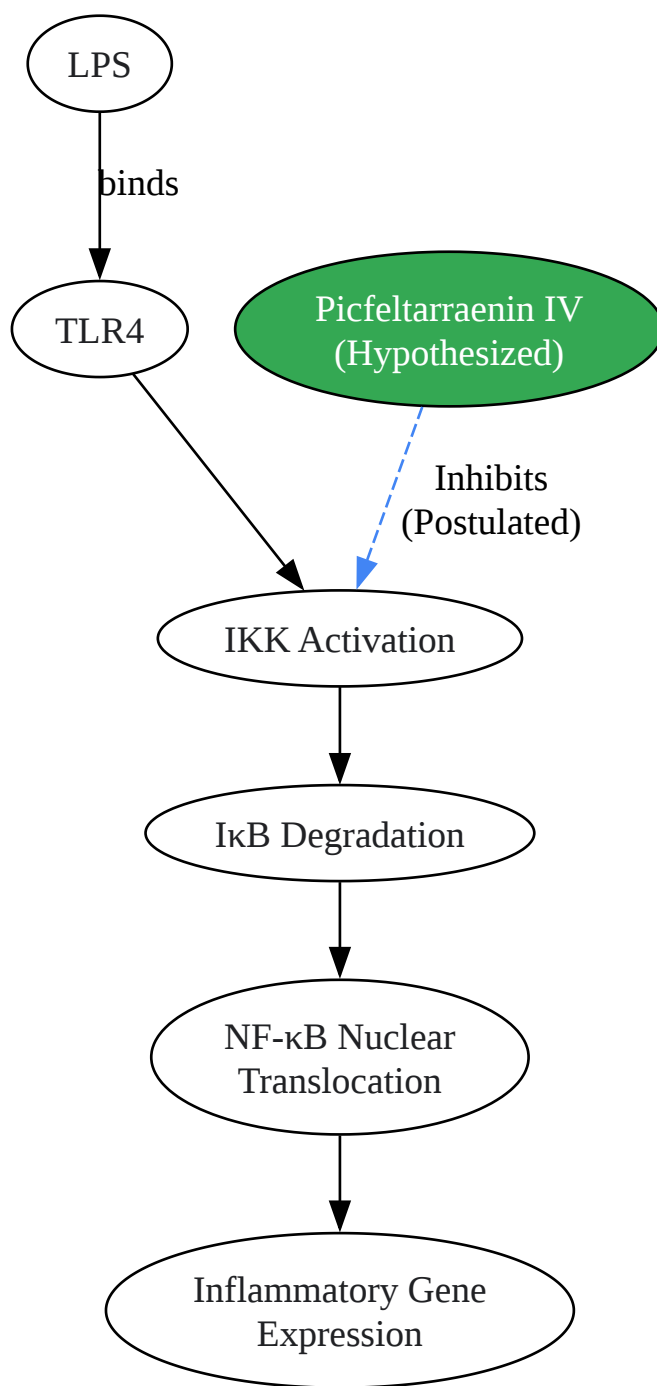 LPS
binds
TLR4
Picfeltarraenin IV
(Hypothesized)
Inhibits
(Postulated)
IKK Activation
IκB Degradation
NF-κB Nuclear
Translocation
Inflammatory Gene
Expression